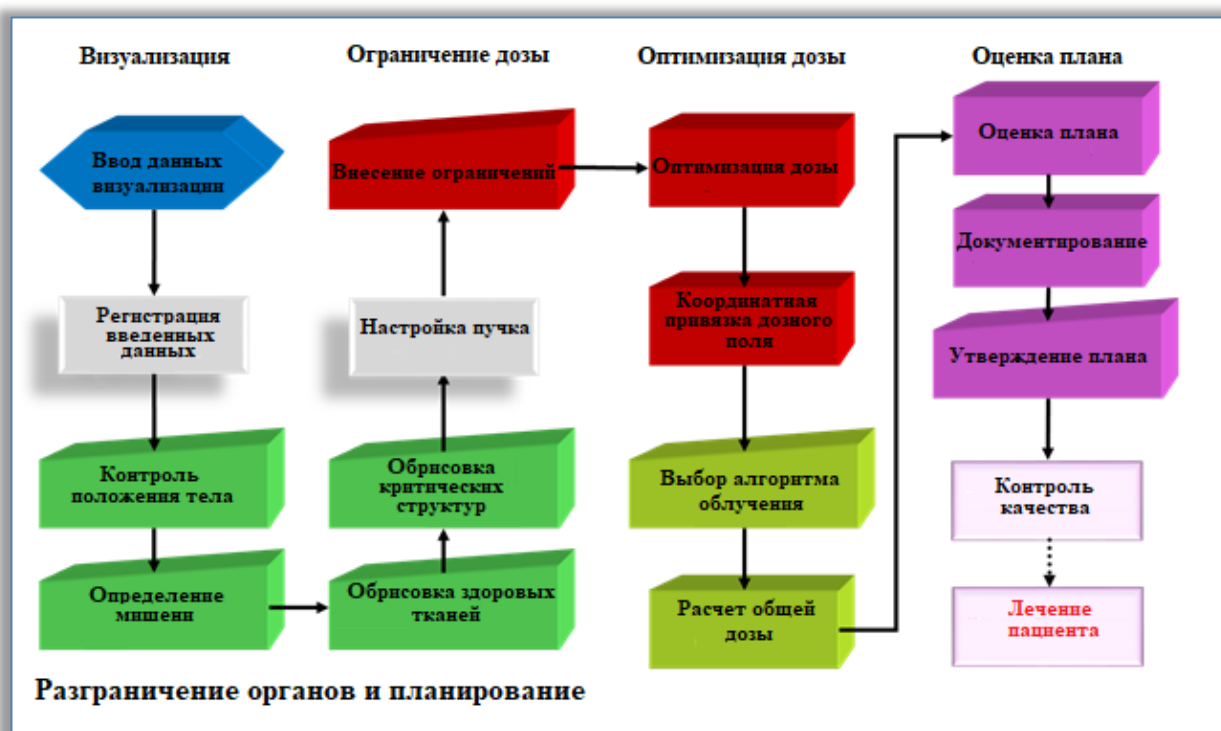 Визуализация
Ввод данных
визуализации
Регистрация
введенных
данных
Контроль
положения тела
Определение
мишени
Ограничение дозы
Внесение ограничений
Настройка пучка
Обрисовка
критических
структур
Обрисовка здоровых
тканей
Оптимизация дозы
Оптимизация дозы
Координатная
привязка дозного
поля
Выбор алгоритма
облучения
Расчет общей
дозы
Оценка плана
Оценка плана
Документирование
Утверждение плана
Контроль
качества
Лечение
пациента
Разграничение органов и планирование